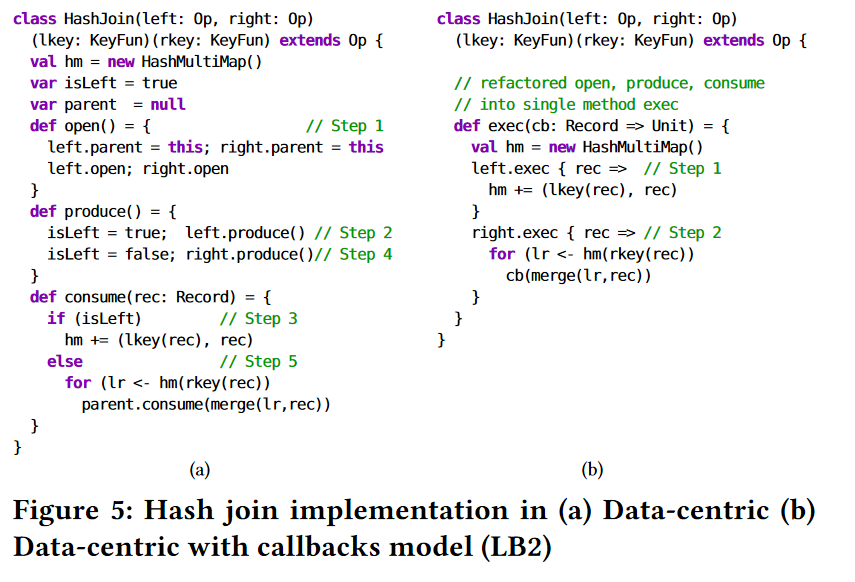 class HashJoin(left: Op, right: Op)
  (lkey: KeyFun)(rkey: KeyFun) extends Op {
  val hm = new HashMultiMap()
  var isLeft = true
  var parent  = null
  def open() = {                  // Step 1
    left.parent = this; right.parent = this
    left.open; right.open
  }
  def produce() = {
    isLeft = true;  left.produce() // Step 2
    isLeft = false; right.produce()// Step 4
  }
  def consume(rec: Record) = {
    if (isLeft)         // Step 3
      hm += (lkey(rec), rec)
    else                // Step 5
      for (lr <- hm(rkey(rec))
        parent.consume(merge(lr,rec))
  }
}
(a)
class HashJoin(left: Op, right: Op)
  (lkey: KeyFun)(rkey: KeyFun) extends Op {
  // refactored open, produce, consume
  // into single method exec
  def exec(cb: Record => Unit) = {
    val hm = new HashMultiMap()
    left.exec { rec =>  // Step 1
      hm += (lkey(rec), rec)
    }
    right.exec { rec => // Step 2
      for (lr <- hm(rkey(rec))
        cb(merge(lr,rec))
    }
  }
}
(b)
Figure 5: Hash join implementation in (a) Data-centric (b)
Data-centric with callbacks model (LB2)